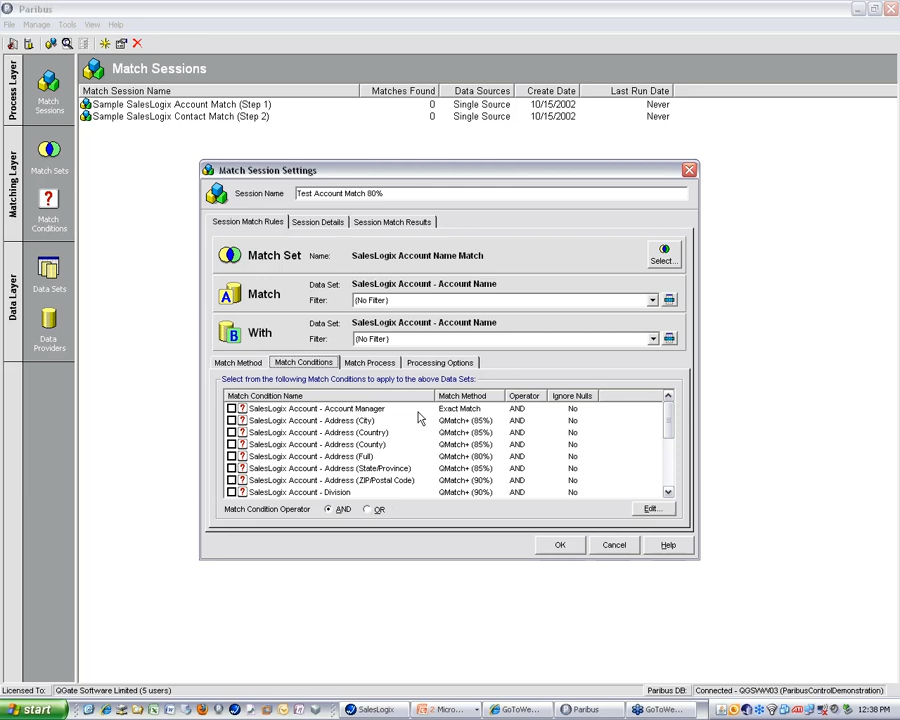 Paribus
File Manage Tools View Help
Process Layer
Match Sessions
Matching Layer
Match Sets
Match Conditions
Data Layer
Data Sets
Data Providers
Match Sessions
Match Session Name Matches Found Data Sources Create Date Last Run Date
Sample SalesLogix Account Match (Step 1) 0 Single Source 10/15/2002 Never
Sample SalesLogix Contact Match (Step 2) 0 Single Source 10/15/2002 Never
Match Session Settings
Session Name Test Account Match 80%
Session Match Rules Session Details Session Match Results
Match Set Name: SalesLogix Account Name Match Select...
A Match Data Set: SalesLogix Account - Account Name
Filter: (No Filter)
B With Data Set: SalesLogix Account - Account Name
Filter: (No Filter)
Match Method Match Conditions Match Process Processing Options
Select from the following Match Conditions to apply to the above Data Sets:
Match Condition Name Match Method Operator Ignore Nulls
SalesLogix Account - Account Manager Exact Match AND No
SalesLogix Account - Address (City) QMatch+ (85%) AND No
SalesLogix Account - Address (Country) QMatch+ (85%) AND No
SalesLogix Account - Address (County) QMatch+ (85%) AND No
SalesLogix Account - Address (Full) QMatch+ (80%) AND No
SalesLogix Account - Address (State/Province) QMatch+ (85%) AND No
SalesLogix Account - Address (ZIP/Postal Code) QMatch+ (90%) AND No
SalesLogix Account - Division QMatch+ (90%) AND No
Match Condition Operator AND OR Edit...
OK Cancel Help
Licensed To: QGate Software Limited (5 users) Paribus DB: Connected - QGSVW03 (ParibusControlDemonstration)
start SalesLogix 2 Micro... GoToWe... Paribus GoToWe... 12:38 PM